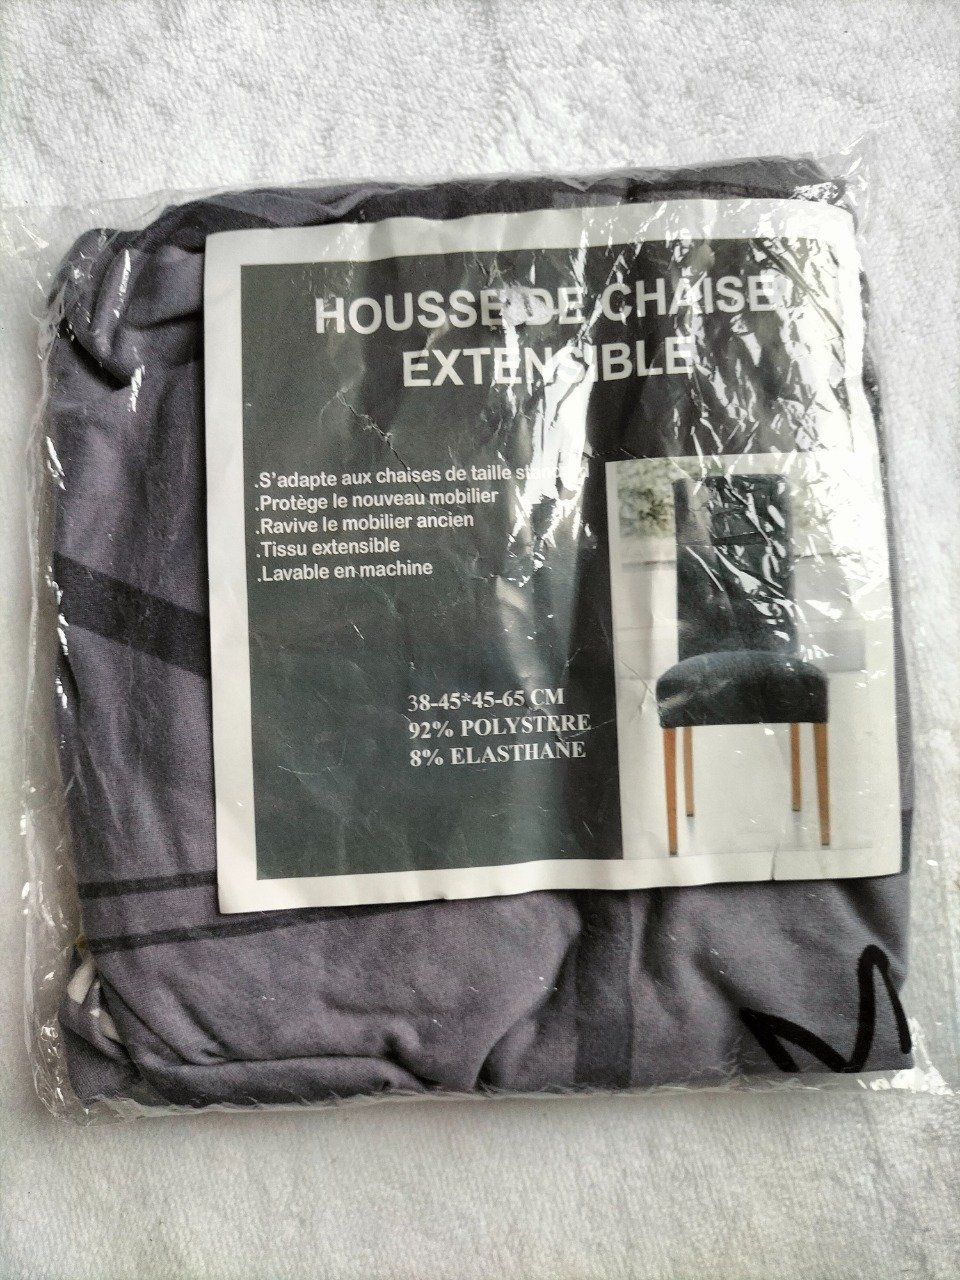 HOUSSE DE CHAISE
EXTENSIBLE
.S'adapte aux chaises de taille standard
.Protège le nouveau mobilier
.Ravive le mobilier ancien
.Tissu extensible
.Lavable en machine
38-45*45-65 CM
92% POLYSTERE
8% ELASTHANE
M